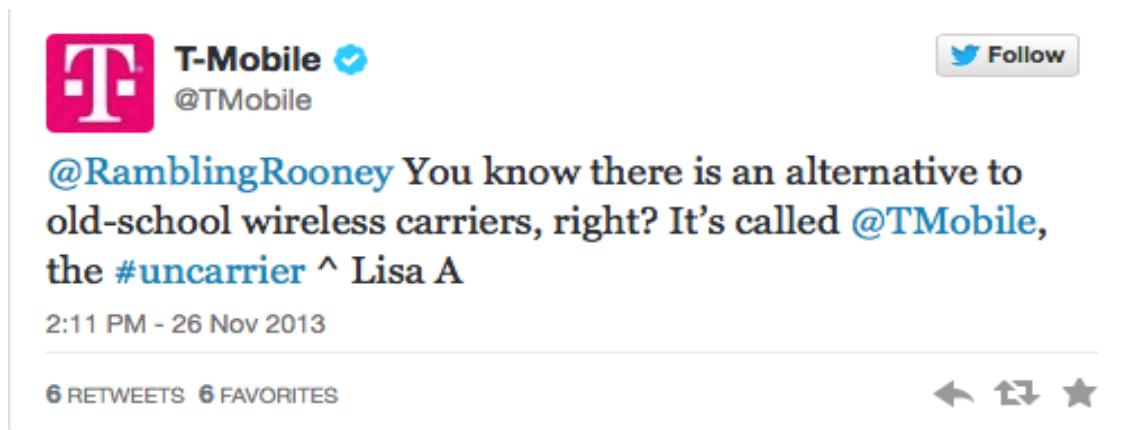 T-Mobile
@TMobile
Follow
@RamblingRooney You know there is an alternative to
old-school wireless carriers, right? It’s called @TMobile,
the #uncarrier ^ Lisa A
2:11 PM - 26 Nov 2013
6 RETWEETS 6 FAVORITES